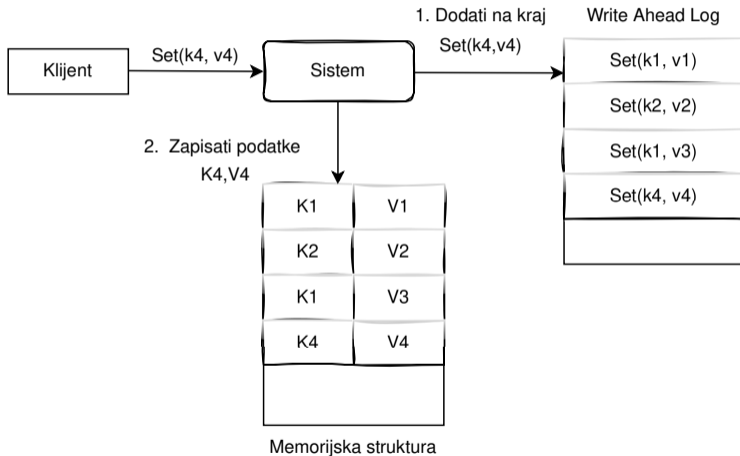 1. Dodati na kraj
Set(k4,v4)
Write Ahead Log
Klijent
Set(k4, v4)
Sistem
Set(k1, v1)
Set(k2, v2)
Set(k1, v3)
Set(k4, v4)
2. Zapisati podatke
K4,V4
K1 V1
K2 V2
K1 V3
K4 V4
Memorijska struktura